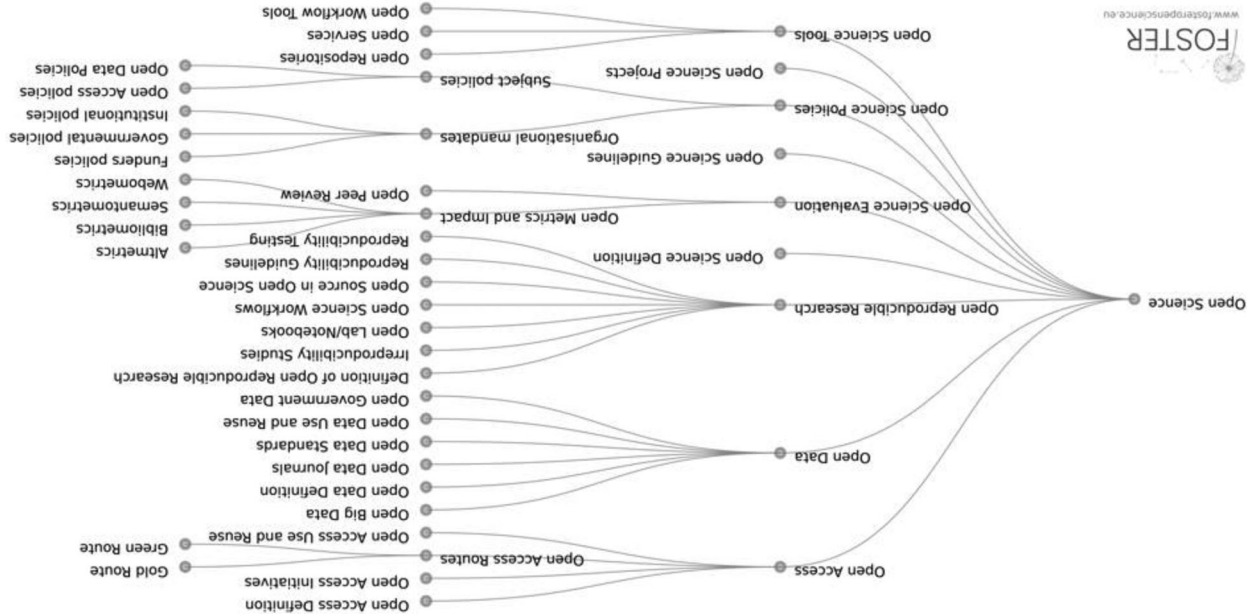 Open Science
Open Access
Open Access Definition
Open Access Initiatives
Open Access Routes
Gold Route
Green Route
Open Access Use and Reuse
Open Data
Open Big Data
Open Data Definition
Open Data Journals
Open Data Standards
Open Data Use and Reuse
Open Government Data
Open Reproducible Research
Definition of Open Reproducible Research
Irreproducibility Studies
Open Lab/Notebooks
Open Science Workflows
Open Source in Open Science
Reproducibility Guidelines
Reproducibility Testing
Open Science Definition
Open Science Evaluation
Open Metrics and Impact
Altmetrics
Bibliometrics
Semantometrics
Webometrics
Open Peer Review
Open Science Guidelines
Open Science Policies
Organisational mandates
Funders policies
Governmental policies
Institutional policies
Subject policies
Open Access policies
Open Data Policies
Open Science Projects
Open Science Tools
Open Repositories
Open Services
Open Workflow Tools
FOSTER
www.fosteropenscience.eu